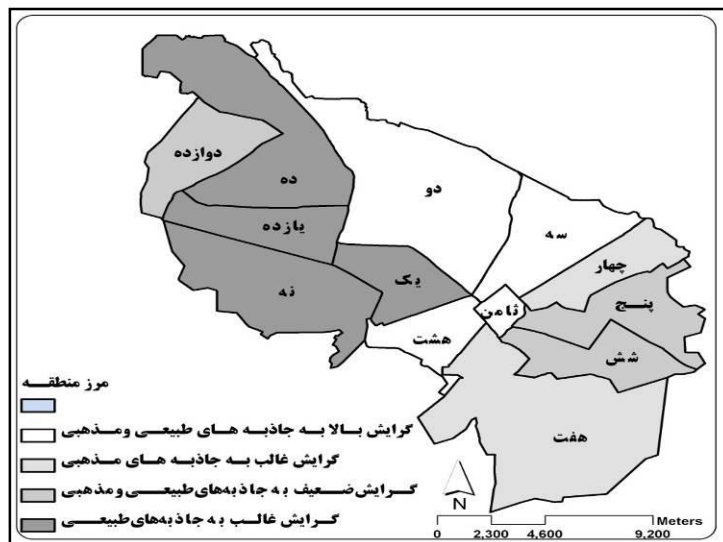 دوازده
ده
دو
یازده
سه
چهار
نه
یک
پنج
ثامن
هشت
شش
هفت
مرز منطقه
گرایش بالا به جاذبه های طبیعی و مذهبی
گرایش غالب به جاذبه های مذهبی
گرایش ضعیف به جاذبه‌های طبیعی و مذهبی
گرایش غالب به جاذبه‌های طبیعی
N
Meters
0 2,300 4,600 9,200